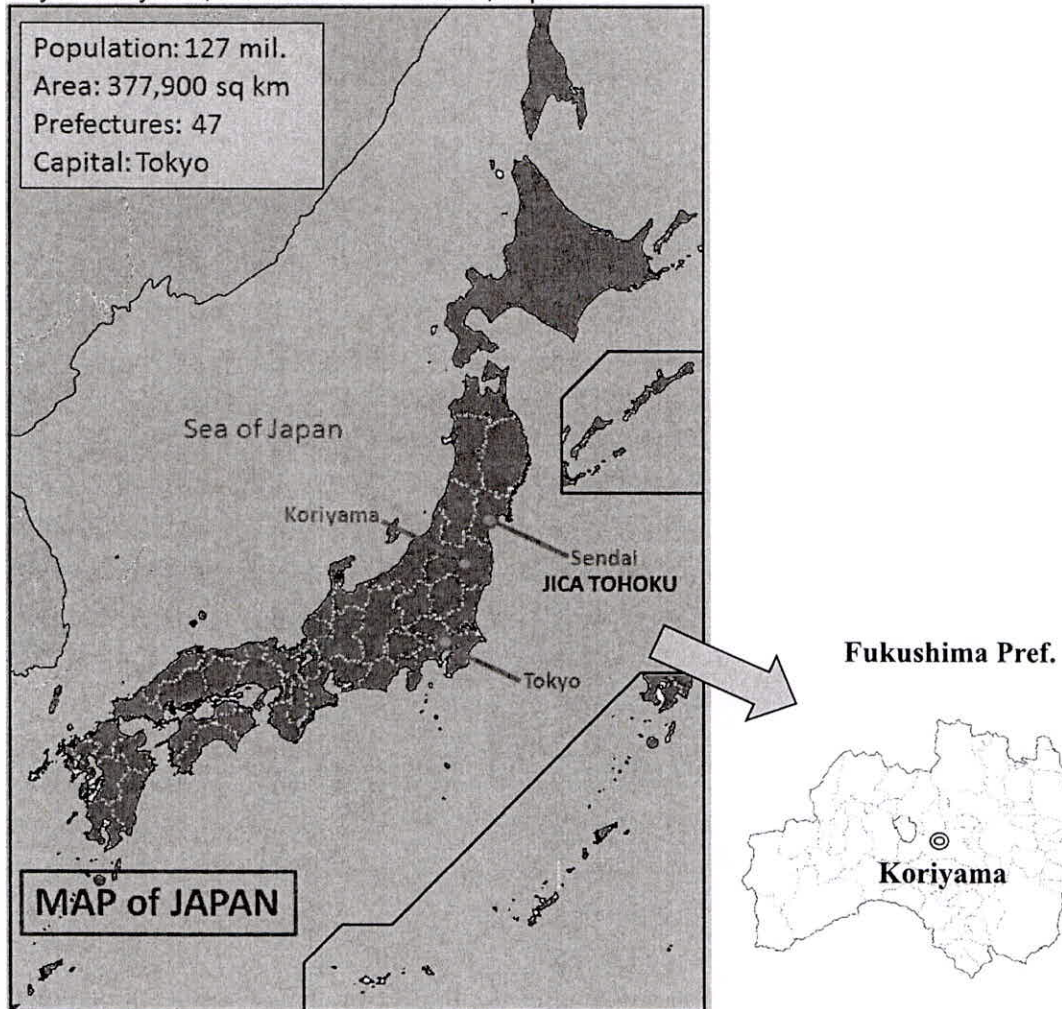 Population: 127 mil.
Area: 377,900 sq km
Prefectures: 47
Capital: Tokyo
Sea of Japan
Koriyama
Sendai
JICA TOHOKU
Tokyo
Fukushima Pref.
Koriyama
MAP of JAPAN